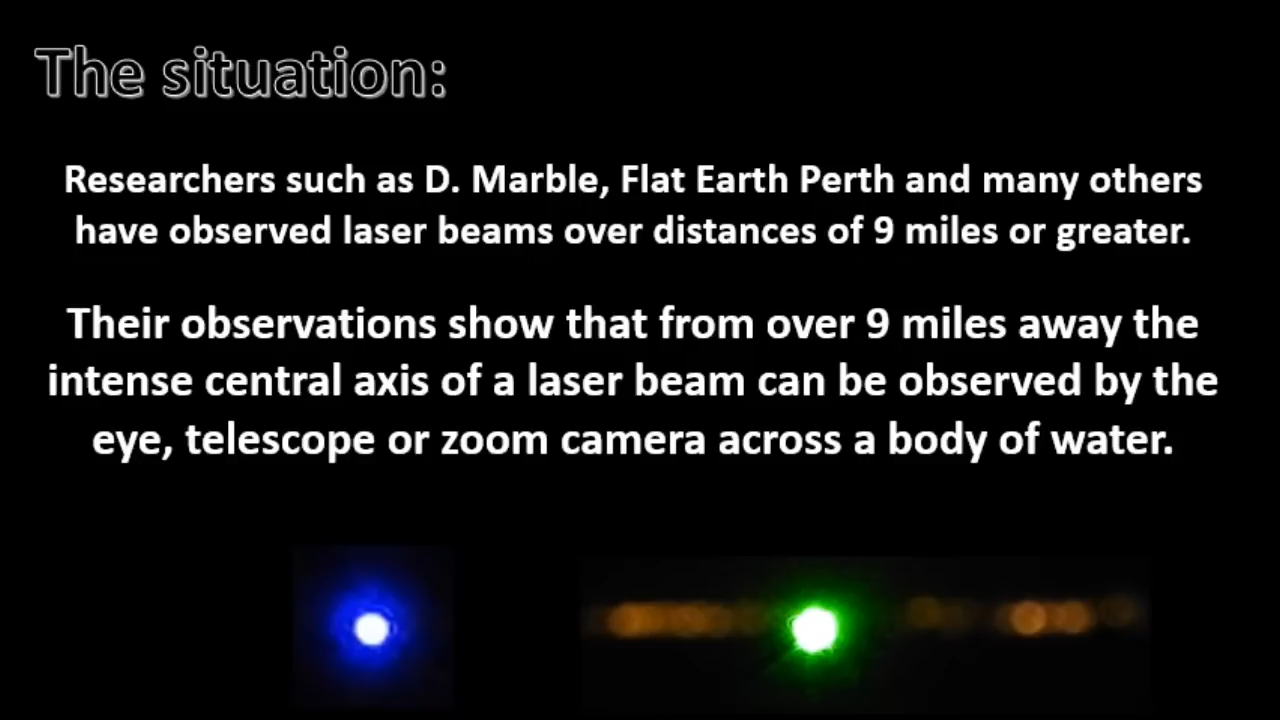 The situation:
Researchers such as D. Marble, Flat Earth Perth and many others
have observed laser beams over distances of 9 miles or greater.
Their observations show that from over 9 miles away the
intense central axis of a laser beam can be observed by the
eye, telescope or zoom camera across a body of water.